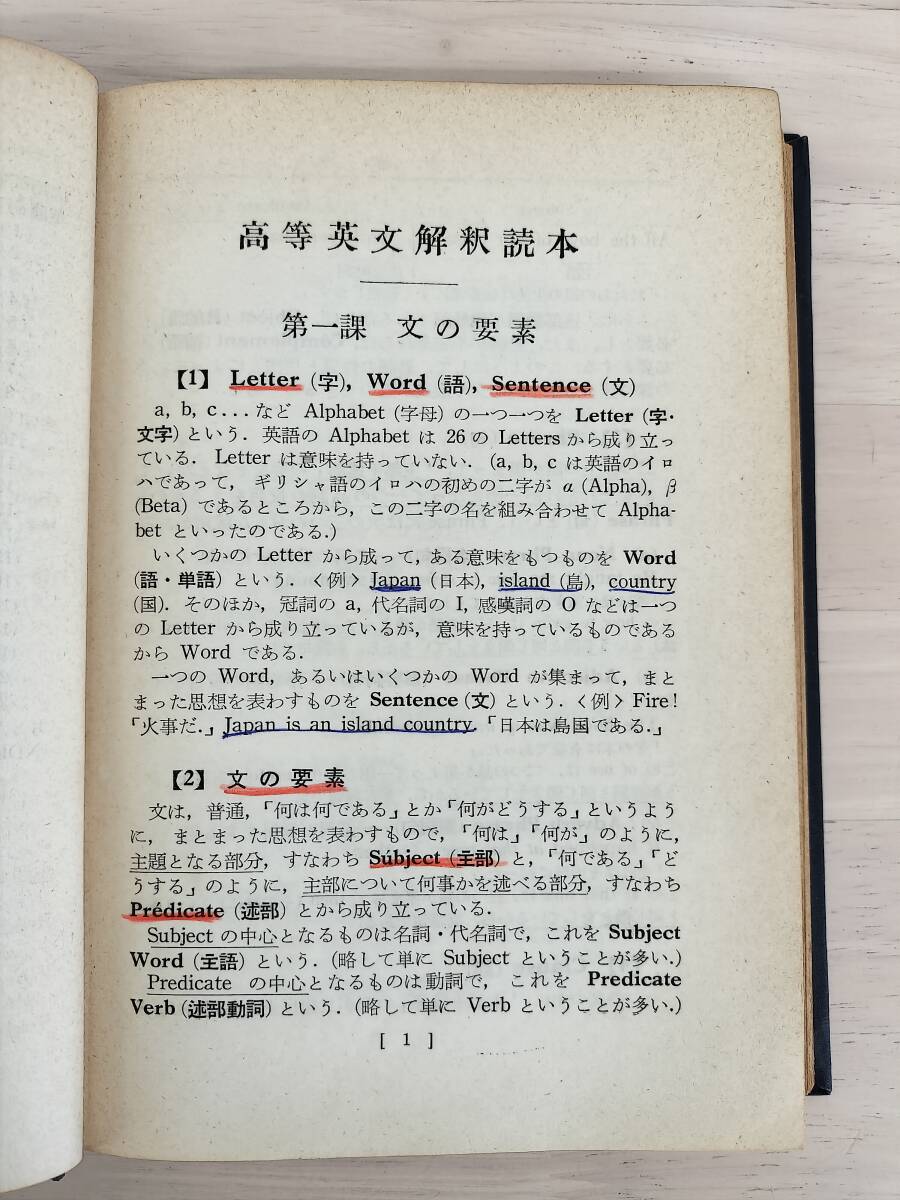 高等英文解釈読本
第一課 文の要素
【1】 Letter (字), Word (語), Sentence (文)
a, b, c...など Alphabet (字母) の一つ一つを Letter (字・
文字) という. 英語の Alphabet は 26 の Letters から成り立っ
ている. Letter は意味を持っていない. (a, b, c は英語のイロ
ハであって, ギリシャ語のイロハの初めの二字が α (Alpha), β
(Beta) であるところから, この二字の名を組み合わせて Alpha-
bet といったのである.)
いくつかの Letter から成って, ある意味をもつものを Word
(語・単語) という. 〈例〉 Japan (日本), island (島), country
(国). そのほか, 冠詞の a, 代名詞の I, 感嘆詞の O などは一つ
の Letter から成り立っているが, 意味を持っているものである
から Word である.
一つの Word, あるいはいくつかの Word が集まって, まと
まった思想を表わすものを Sentence (文) という. 〈例〉 Fire!
「火事だ.」 Japan is an island country. 「日本は島国である.」
【2】 文の要素
文は, 普通, 「何は何である」とか「何がどうする」というよう
に, まとまった思想を表わすもので, 「何は」「何が」のように,
主題となる部分, すなわち Súbject (主部) と, 「何である」「ど
うする」のように, 主部について何事かを述べる部分, すなわち
Prédicate (述部) とから成り立っている.
Subject の中心となるものは名詞・代名詞で, これを Subject
Word (主語) という. (略して単に Subject ということが多い.)
Predicate の中心となるものは動詞で, これを Predicate
Verb (述部動詞) という. (略して単に Verb ということが多い.)
[ 1 ]